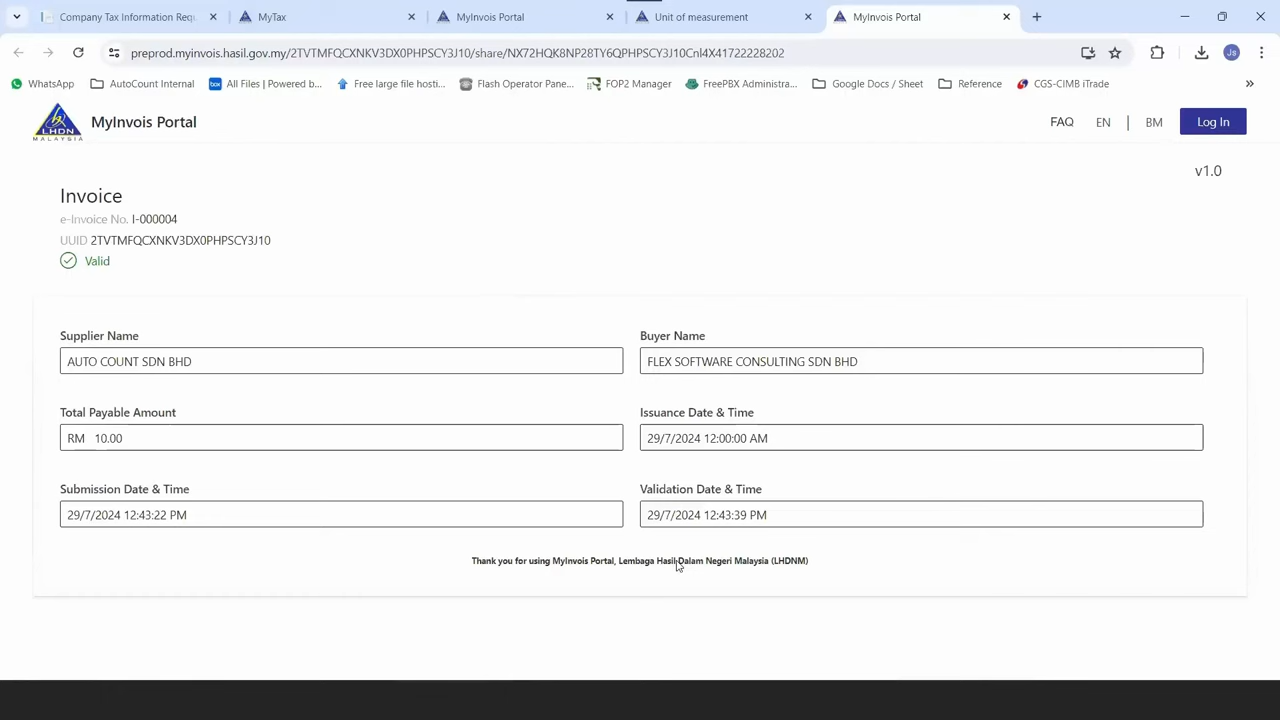 Company Tax Information Req
MyTax
MyInvois Portal
Unit of measurement
MyInvois Portal
preprod.myinvois.hasil.gov.my/2TVTMFQCXNKV3DX0PHPSCY3J10/share/NX72HQK8NP28TY6QPHPSCY3J10Cnl4X41722228202
Js
WhatsApp
AutoCount Internal
box
All Files | Powered b...
Free large file hosti...
Flash Operator Pane...
FOP2 Manager
FreePBX Administra...
Google Docs / Sheet
Reference
CGS-CIMB iTrade
»
LHDN
MALAYSIA
MyInvois Portal
FAQ
EN | BM
Log In
v1.0
Invoice
e-Invoice No. I-000004
UUID 2TVTMFQCXNKV3DX0PHPSCY3J10
Valid
Supplier Name
AUTO COUNT SDN BHD
Buyer Name
FLEX SOFTWARE CONSULTING SDN BHD
Total Payable Amount
RM 10.00
Issuance Date & Time
29/7/2024 12:00:00 AM
Submission Date & Time
29/7/2024 12:43:22 PM
Validation Date & Time
29/7/2024 12:43:39 PM
Thank you for using MyInvois Portal, Lembaga Hasil Dalam Negeri Malaysia (LHDNM)